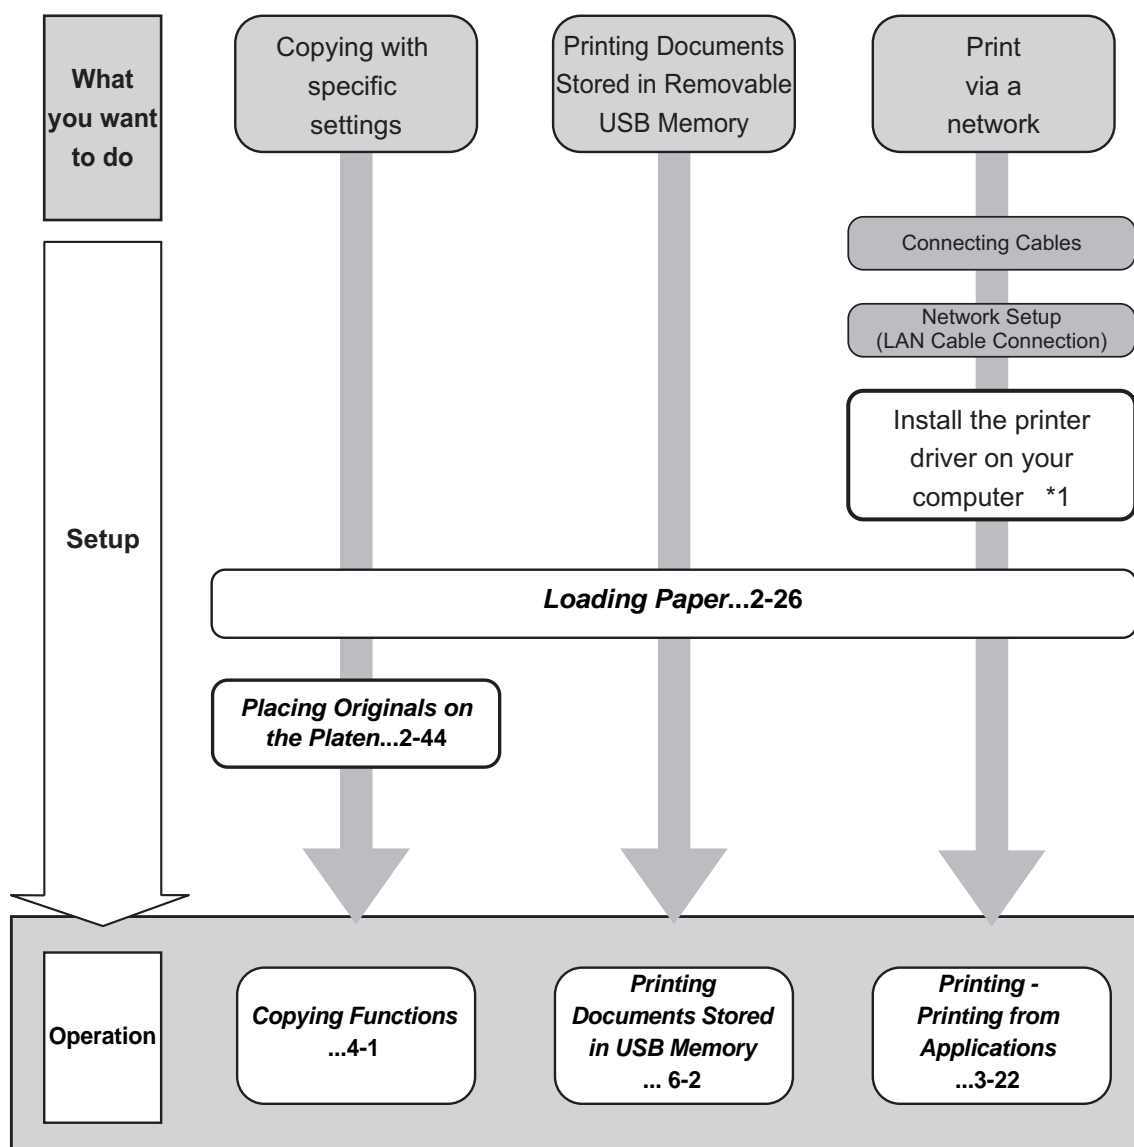 What
you want
to do
Copying with
specific
settings
Printing Documents
Stored in Removable
USB Memory
Print
via a
network
Connecting Cables
Network Setup
(LAN Cable Connection)
Install the printer
driver on your
computer *1
Setup
Loading Paper...2-26
Placing Originals on
the Platen...2-44
Operation
Copying Functions
...4-1
Printing
Documents Stored
in USB Memory
... 6-2
Printing -
Printing from
Applications
...3-22